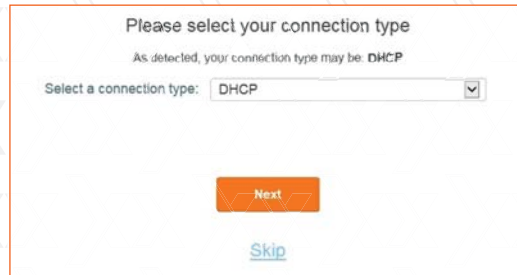 Please select your connection type
As detected, your connection type may be: DHCP
Select a connection type: DHCP
Next
Skip